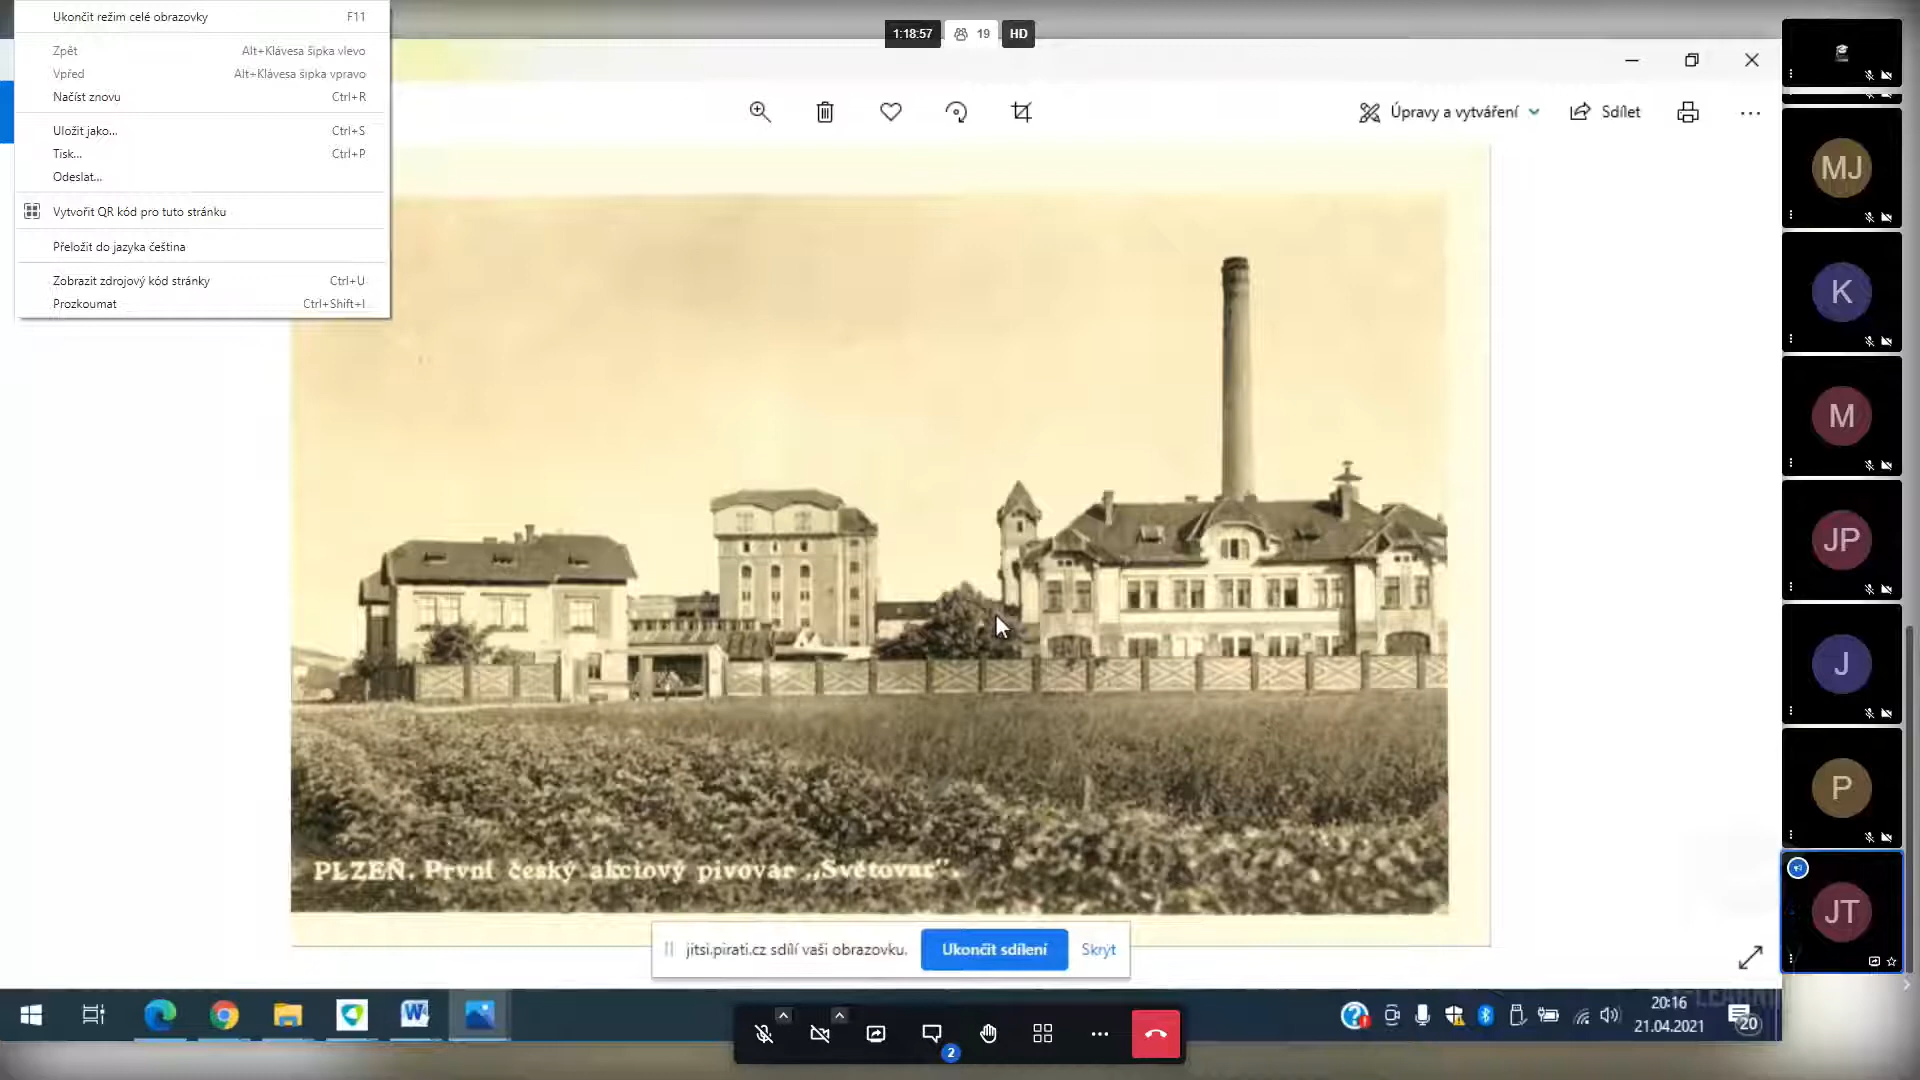 Ukončit režim celé obrazovky F11
Zpět Alt+Klávesa šipka vlevo
Vpřed Alt+Klávesa šipka vpravo
Načíst znovu Ctrl+R
Uložit jako... Ctrl+S
Tisk... Ctrl+P
Odeslat...
Vytvořit QR kód pro tuto stránku
Přeložit do jazyka čeština
Zobrazit zdrojový kód stránky Ctrl+U
Prozkoumat Ctrl+Shift+I
1:18:57 19 HD
Úpravy a vytváření Sdílet
MJ
K
M
JP
J
P
JT
PLZEŇ. První český akciový pivovar „Světovar".
jitsi.pirati.cz sdílí vaši obrazovku. Ukončit sdílení Skrýt
20:16
21.04.2021
20
2